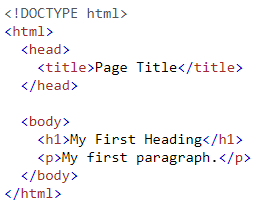 <!DOCTYPE html>
<html>
  <head>
    <title>Page Title</title>
  </head>

  <body>
    <h1>My First Heading</h1>
    <p>My first paragraph.</p>
  </body>
</html>